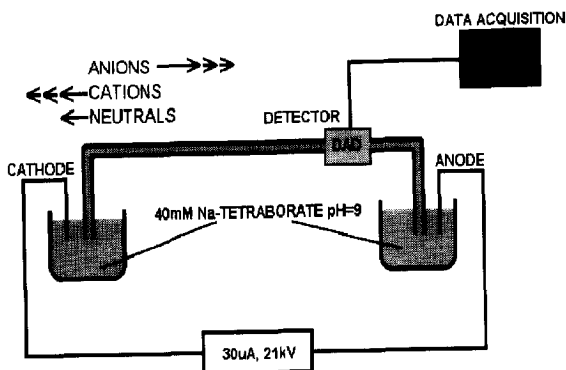 DATA ACQUISITION
ANIONS
CATIONS
NEUTRALS
DETECTOR
DAD
CATHODE
ANODE
40mM Na-TETRABORATE pH=9
30uA, 21kV